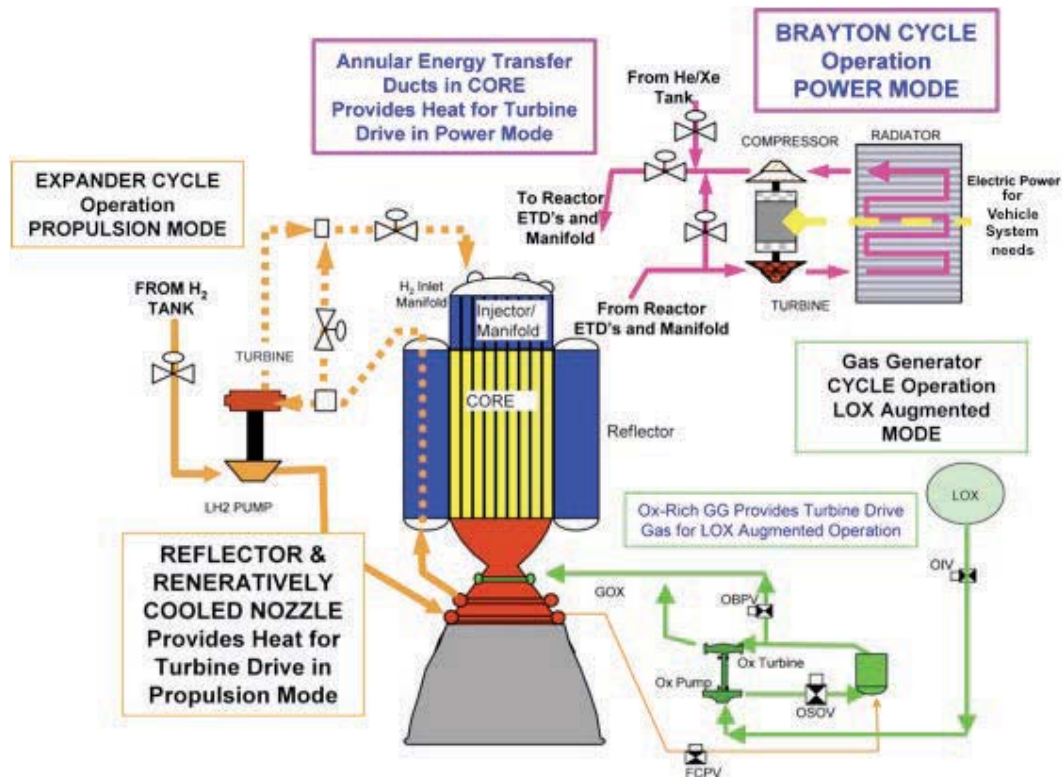 Annular Energy Transfer
Ducts in CORE
Provides Heat for Turbine
Drive in Power Mode
From He/Xe
Tank
BRAYTON CYCLE
Operation
POWER MODE
COMPRESSOR
RADIATOR
EXPANDER CYCLE
Operation
PROPULSION MODE
To Reactor
ETD's and
Manifold
Electric Power
for
Vehicle
System
needs
FROM H2
TANK
H2 Inlet
Manifold
Injector/
Manifold
From Reactor
ETD's and Manifold
TURBINE
TURBINE
CORE
Reflector
Gas Generator
CYCLE Operation
LOX Augmented
MODE
LH2 PUMP
Ox-Rich GG Provides Turbine Drive
Gas for LOX Augmented Operation
LOX
REFLECTOR &
RENERATIVELY
COOLED NOZZLE
Provides Heat for
Turbine Drive in
Propulsion Mode
GOX
OBPV
OIV
Ox Turbine
Ox Pump
OSOV
FCPV